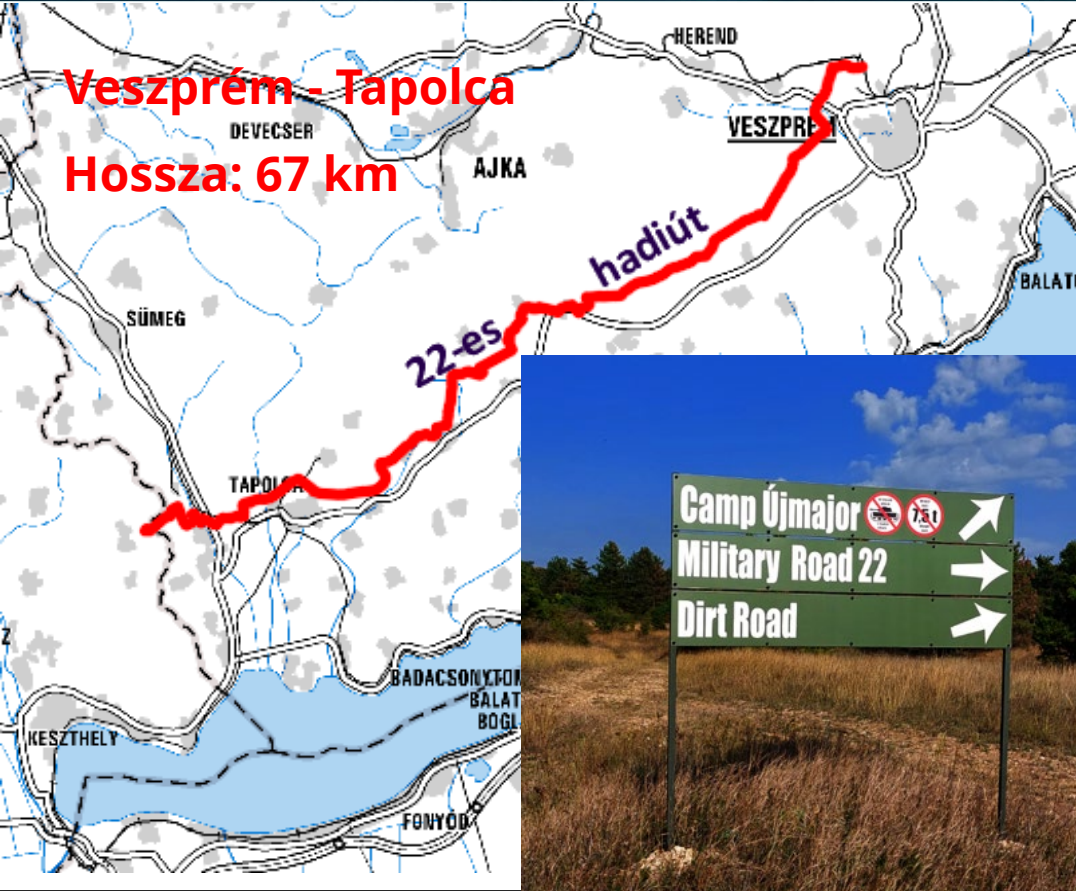 Veszprém - Tapolca
Hossza: 67 km
HEREND
DEVECSER
VESZPRÉM
AJKA
hadiút
BALATO
SÜMEG
22-es
TAPOLCA
Camp Újmajor 7,5 t
Military Road 22
Dirt Road
Z
BADACSONYTOM
BALAT
BOGL
KESZTHELY
FONYÓD